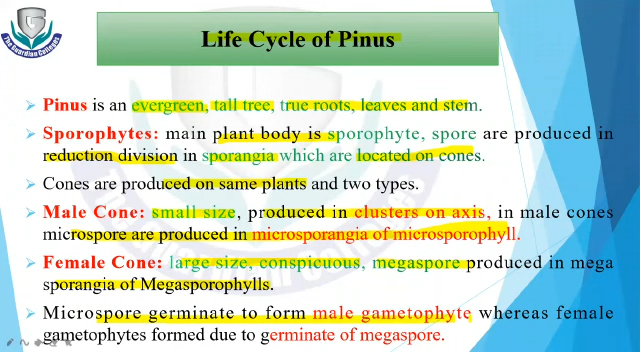 The Guardian Colleges
Life Cycle of Pinus
Pinus is an evergreen, tall tree, true roots, leaves and stem.
Sporophytes: main plant body is sporophyte, spore are produced in
reduction division in sporangia which are located on cones.
Cones are produced on same plants and two types.
Male Cone: small size, produced in clusters on axis, in male cones
microspore are produced in microsporangia of microsporophyll.
Female Cone: large size, conspicuous, megaspore produced in mega
sporangia of Megasporophylls.
Microspore germinate to form male gametophyte whereas female
gametophytes formed due to germinate of megaspore.